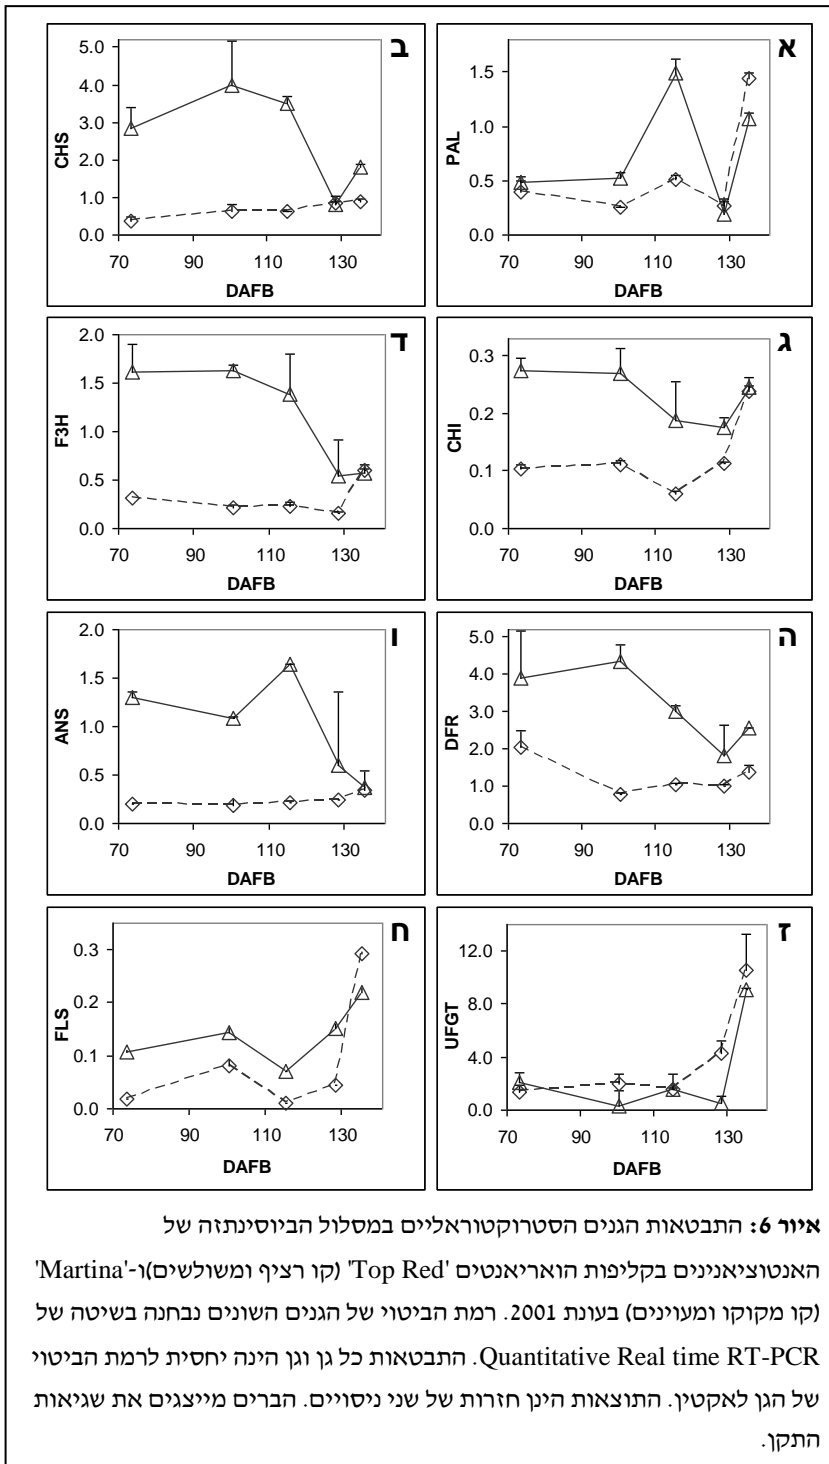 א
PAL
1.5
1.0
0.5
0.0
70 90 110 130
DAFB
ב
CHS
5.0
4.0
3.0
2.0
1.0
0.0
70 90 110 130
DAFB
ג
CHI
0.3
0.2
0.1
0.0
70 90 110 130
DAFB
ד
F3H
2.0
1.5
1.0
0.5
0.0
70 90 110 130
DAFB
ה
DFR
5.0
4.0
3.0
2.0
1.0
0.0
70 90 110 130
DAFB
ו
ANS
2.0
1.5
1.0
0.5
0.0
70 90 110 130
DAFB
ז
UFGT
12.0
8.0
4.0
0.0
70 90 110 130
DAFB
ח
FLS
0.3
0.2
0.1
0.0
70 90 110 130
DAFB
איור 6: התבטאות הגנים הסטרוקטוראליים במסלול הביוסינתזה של
האנטוציאנינים בקליפות הואריאנטים 'Top Red' (קו רציף ומשולשים)ו-'Martina'
(קו מקוקו ומעוינים) בעונת 2001. רמת הביטוי של הגנים השונים נבחנה בשיטה של
Quantitative Real time RT-PCR. התבטאות כל גן וגן הינה יחסית לרמת הביטוי
של הגן לאקטין. התוצאות הינן חזרות של שני ניסויים. הברים מייצגים את שגיאות
התקן.